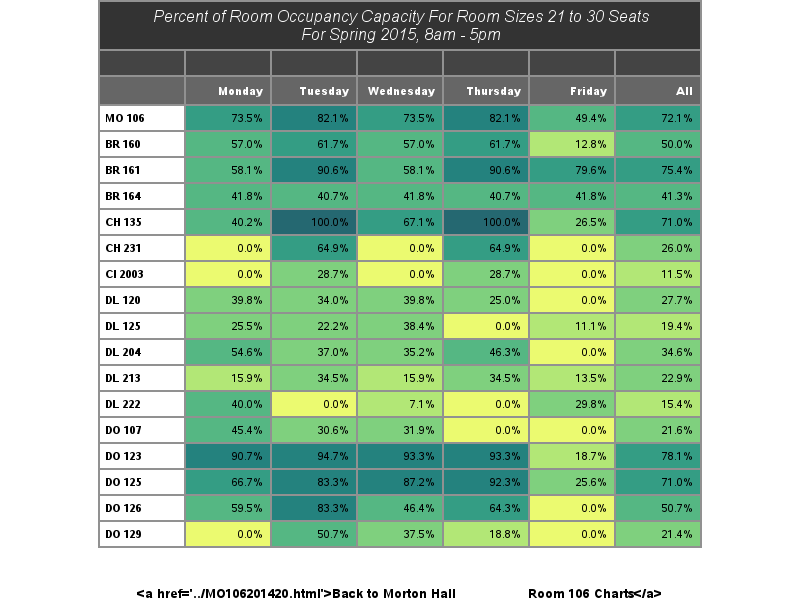 Percent of Room Occupancy Capacity For Room Sizes 21 to 30 Seats
For Spring 2015, 8am - 5pm
Monday Tuesday Wednesday Thursday Friday All
MO 106 73.5% 82.1% 73.5% 82.1% 49.4% 72.1%
BR 160 57.0% 61.7% 57.0% 61.7% 12.8% 50.0%
BR 161 58.1% 90.6% 58.1% 90.6% 79.6% 75.4%
BR 164 41.8% 40.7% 41.8% 40.7% 41.8% 41.3%
CH 135 40.2% 100.0% 67.1% 100.0% 26.5% 71.0%
CH 231 0.0% 64.9% 0.0% 64.9% 0.0% 26.0%
CI 2003 0.0% 28.7% 0.0% 28.7% 0.0% 11.5%
DL 120 39.8% 34.0% 39.8% 25.0% 0.0% 27.7%
DL 125 25.5% 22.2% 38.4% 0.0% 11.1% 19.4%
DL 204 54.6% 37.0% 35.2% 46.3% 0.0% 34.6%
DL 213 15.9% 34.5% 15.9% 34.5% 13.5% 22.9%
DL 222 40.0% 0.0% 7.1% 0.0% 29.8% 15.4%
DO 107 45.4% 30.6% 31.9% 0.0% 0.0% 21.6%
DO 123 90.7% 94.7% 93.3% 93.3% 18.7% 78.1%
DO 125 66.7% 83.3% 87.2% 92.3% 25.6% 71.0%
DO 126 59.5% 83.3% 46.4% 64.3% 0.0% 50.7%
DO 129 0.0% 50.7% 37.5% 18.8% 0.0% 21.4%
<a href='../MO106201420.html'>Back to Morton Hall Room 106 Charts</a>